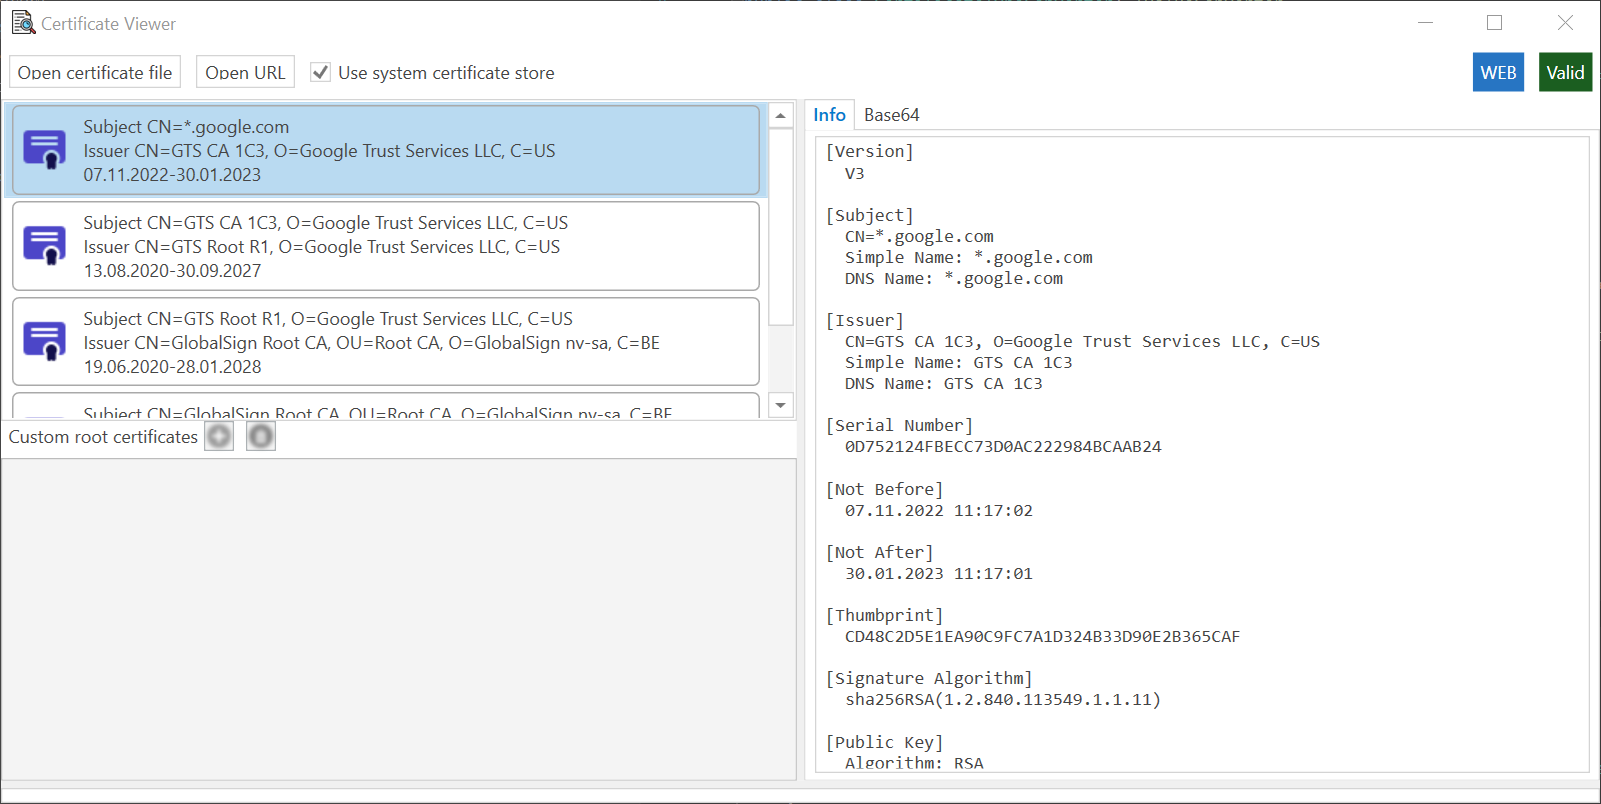 Certificate Viewer
Open certificate file
Open URL
Use system certificate store
WEB
Valid
Subject CN=*.google.com
Issuer CN=GTS CA 1C3, O=Google Trust Services LLC, C=US
07.11.2022-30.01.2023
Subject CN=GTS CA 1C3, O=Google Trust Services LLC, C=US
Issuer CN=GTS Root R1, O=Google Trust Services LLC, C=US
13.08.2020-30.09.2027
Subject CN=GTS Root R1, O=Google Trust Services LLC, C=US
Issuer CN=GlobalSign Root CA, OU=Root CA, O=GlobalSign nv-sa, C=BE
19.06.2020-28.01.2028
Subject CN=GlobalSign Root CA, OU=Root CA, O=GlobalSign nv-sa, C=BE
Custom root certificates
Info
Base64
[Version]
V3
[Subject]
CN=*.google.com
Simple Name: *.google.com
DNS Name: *.google.com
[Issuer]
CN=GTS CA 1C3, O=Google Trust Services LLC, C=US
Simple Name: GTS CA 1C3
DNS Name: GTS CA 1C3
[Serial Number]
0D752124FBECC73D0AC222984BCAAB24
[Not Before]
07.11.2022 11:17:02
[Not After]
30.01.2023 11:17:01
[Thumbprint]
CD48C2D5E1EA90C9FC7A1D324B33D90E2B365CAF
[Signature Algorithm]
sha256RSA(1.2.840.113549.1.1.11)
[Public Key]
Algorithm: RSA